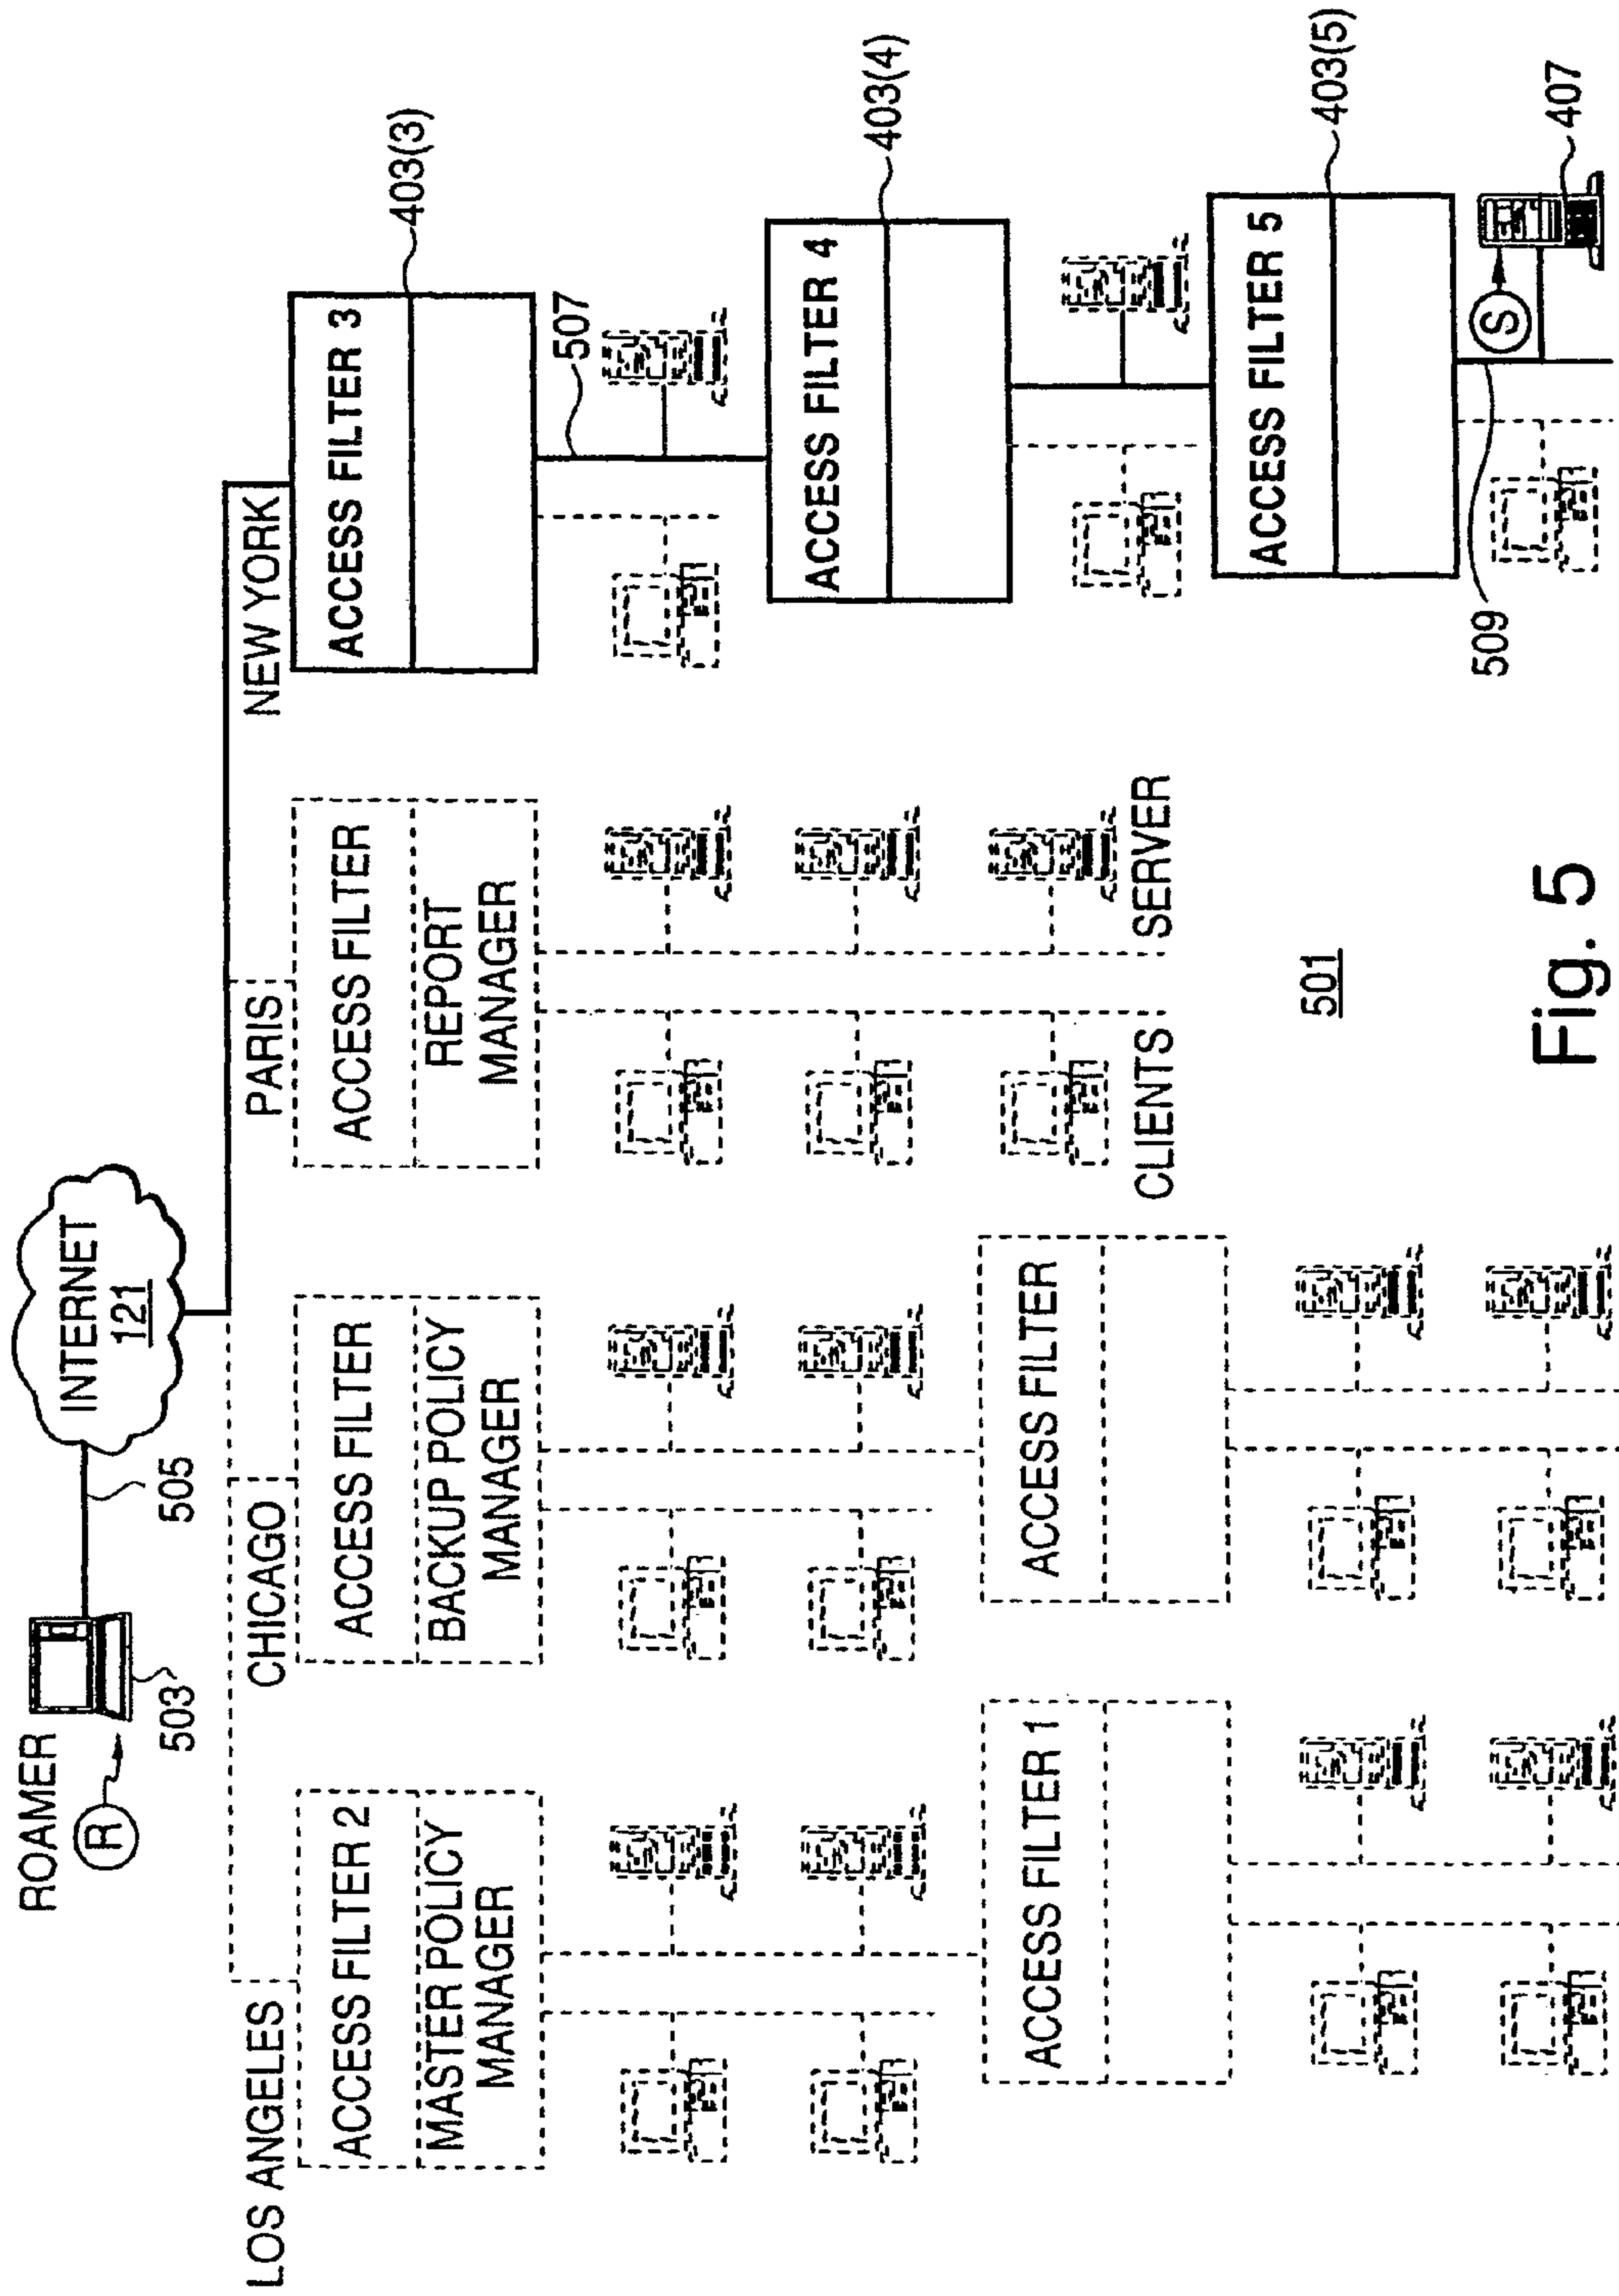 ROAMER
R
503
505
INTERNET
121
LOS ANGELES
CHICAGO
PARIS
NEW YORK
ACCESS FILTER 2
MASTER POLICY
MANAGER
ACCESS FILTER
BACKUP POLICY
MANAGER
ACCESS FILTER
REPORT
MANAGER
ACCESS FILTER 3
403(3)
507
ACCESS FILTER 4
403(4)
ACCESS FILTER 1
ACCESS FILTER
CLIENTS
SERVER
ACCESS FILTER 5
403(5)
509
S
407
501
Fig. 5